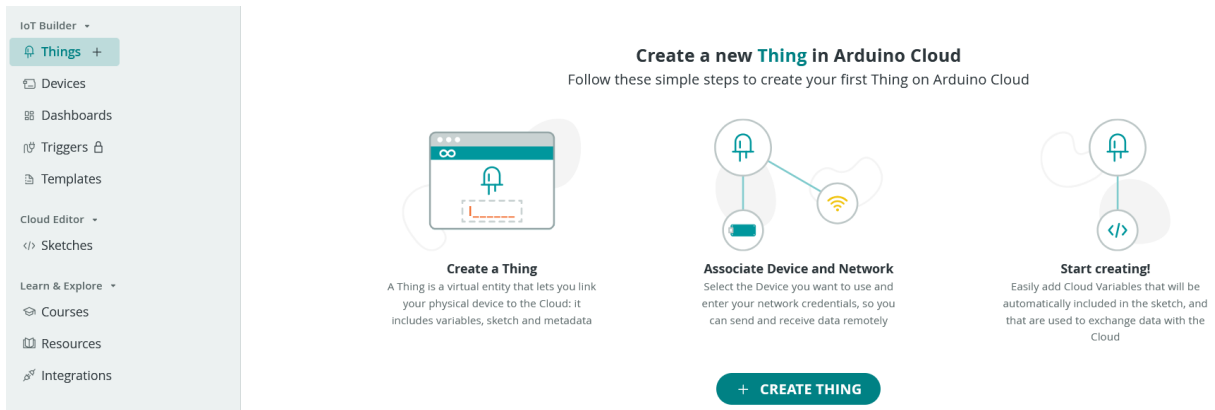 IoT Builder
Things +
Devices
Dashboards
Triggers
Templates
Cloud Editor
</> Sketches
Learn & Explore
Courses
Resources
Integrations
Create a new Thing in Arduino Cloud
Follow these simple steps to create your first Thing on Arduino Cloud
Create a Thing
A Thing is a virtual entity that lets you link
your physical device to the Cloud: it
includes variables, sketch and metadata
Associate Device and Network
Select the Device you want to use and
enter your network credentials, so you
can send and receive data remotely
</>
Start creating!
Easily add Cloud Variables that will be
automatically included in the sketch, and
that are used to exchange data with the
Cloud
+ CREATE THING